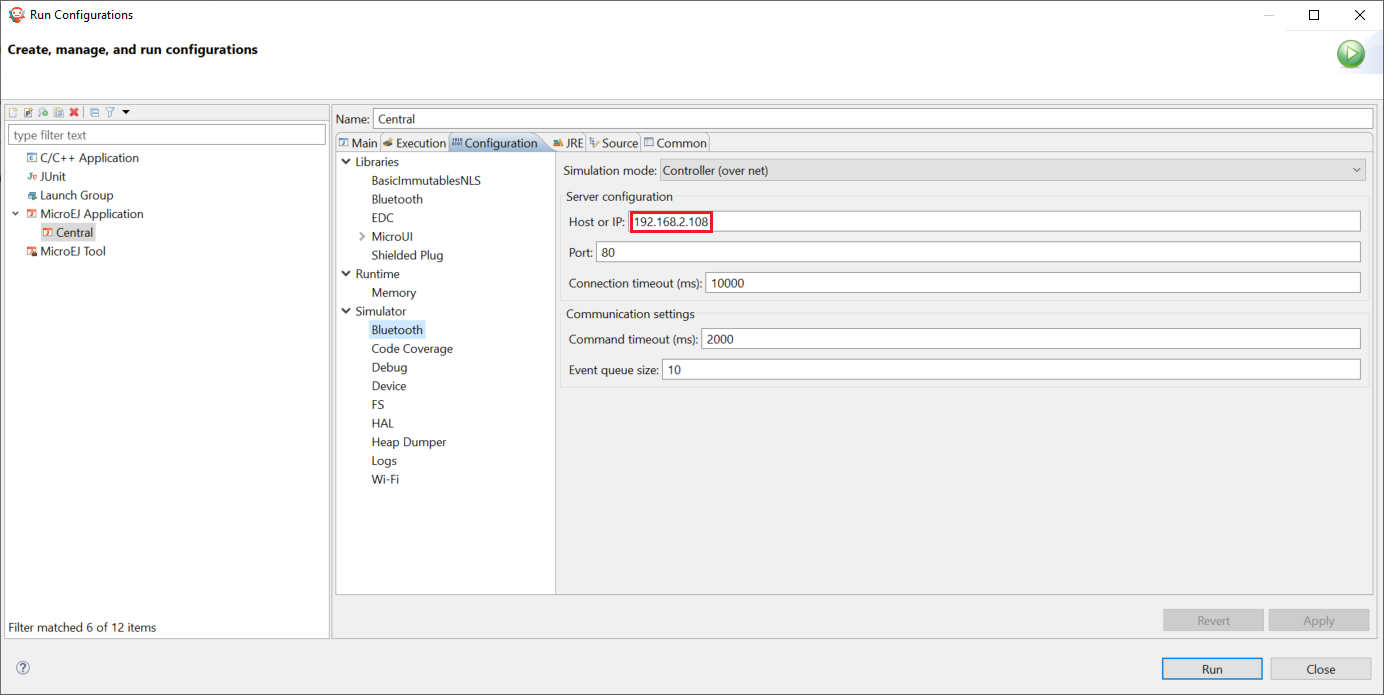 Run Configurations
Create, manage, and run configurations
type filter text
C/C++ Application
Ju JUnit
Launch Group
MicroEJ Application
Central
MicroEJ Tool
Filter matched 6 of 12 items
Name: Central
Main Execution Configuration JRE Source Common
Libraries
BasicImmutablesNLS
Bluetooth
EDC
MicroUI
Shielded Plug
Runtime
Memory
Simulator
Bluetooth
Code Coverage
Debug
Device
FS
HAL
Heap Dumper
Logs
Wi-Fi
Simulation mode: Controller (over net)
Server configuration
Host or IP: 192.168.2.108
Port: 80
Connection timeout (ms): 10000
Communication settings
Command timeout (ms): 2000
Event queue size: 10
Revert Apply
? Run Close